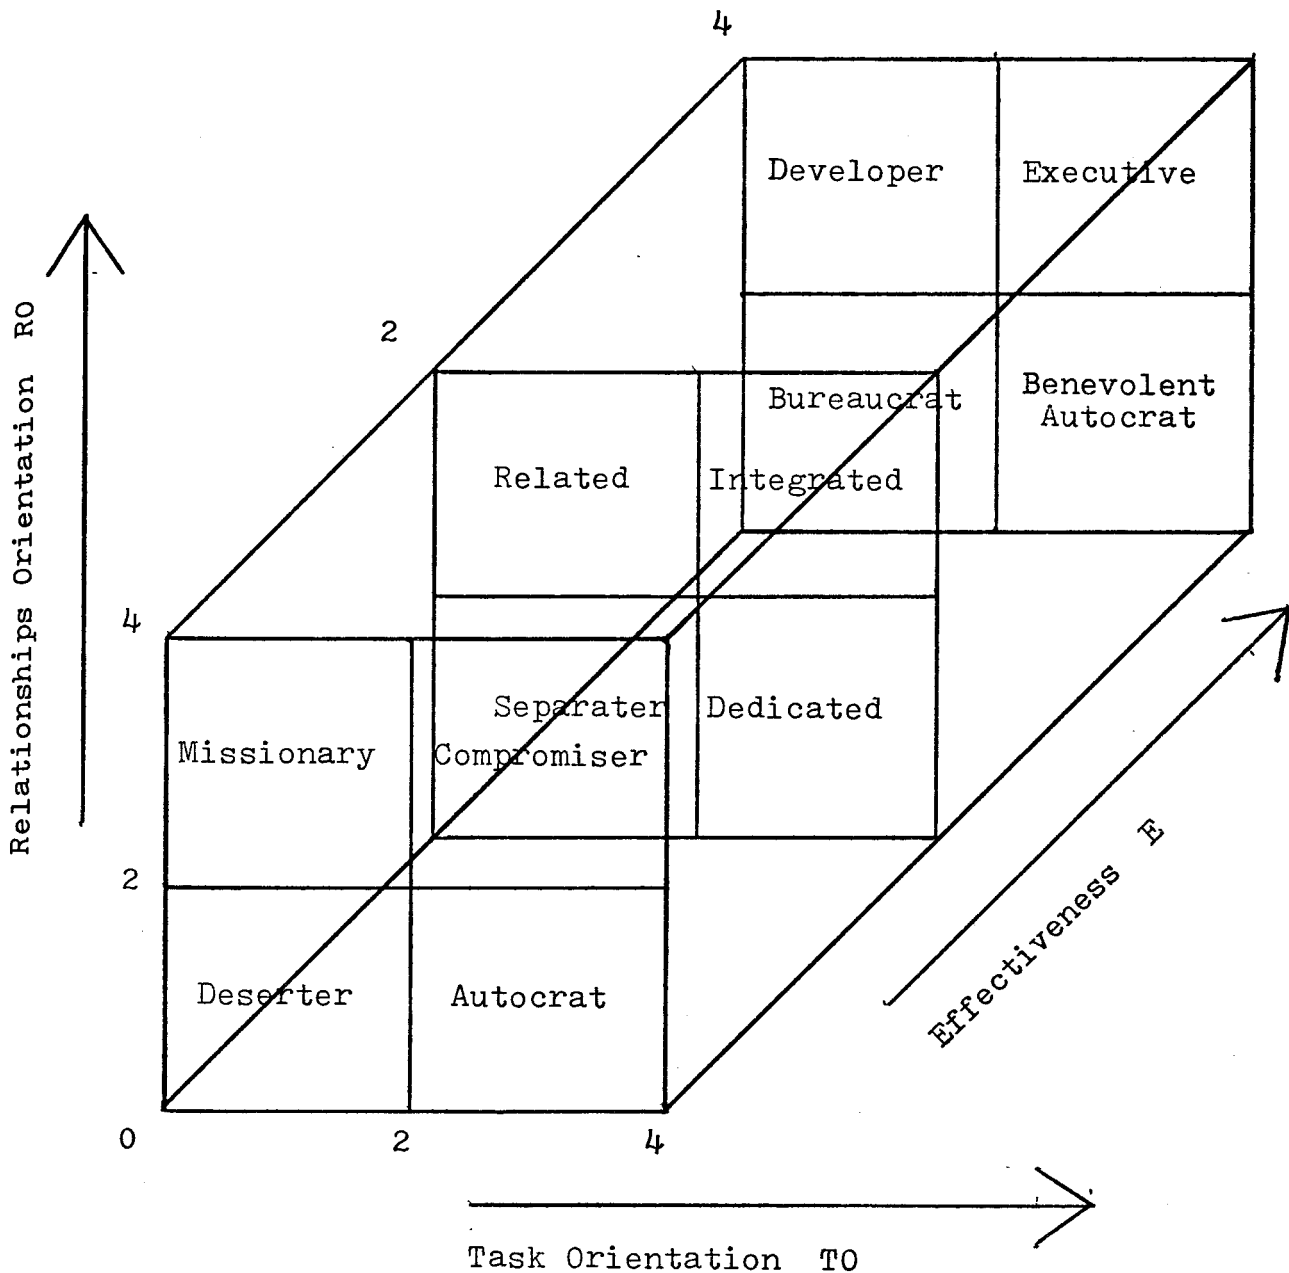 4
Developer
Executive
2
Bureaucrat
Benevolent
Autocrat
Related
Integrated
4
Separater
Dedicated
Missionary
Compromiser
2
Deserter
Autocrat
0
2
4
Relationships Orientation RO
Effectiveness E
Task Orientation TO